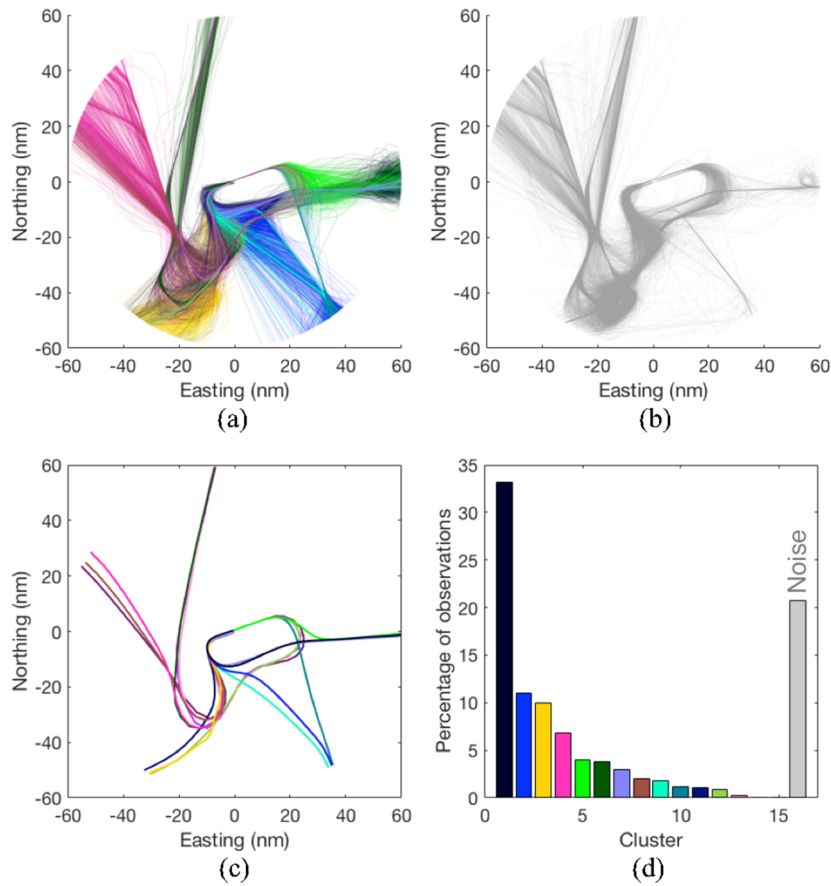 60
40
20
0
-20
-40
-60
Northing (nm)
-60 -40 -20 0 20 40 60
Easting (nm)
(a)
60
40
20
0
-20
-40
-60
Northing (nm)
-60 -40 -20 0 20 40 60
Easting (nm)
(b)
60
40
20
0
-20
-40
-60
Northing (nm)
-60 -40 -20 0 20 40 60
Easting (nm)
(c)
35
30
25
20
15
10
5
0
Percentage of observations
Noise
0 5 10 15
Cluster
(d)